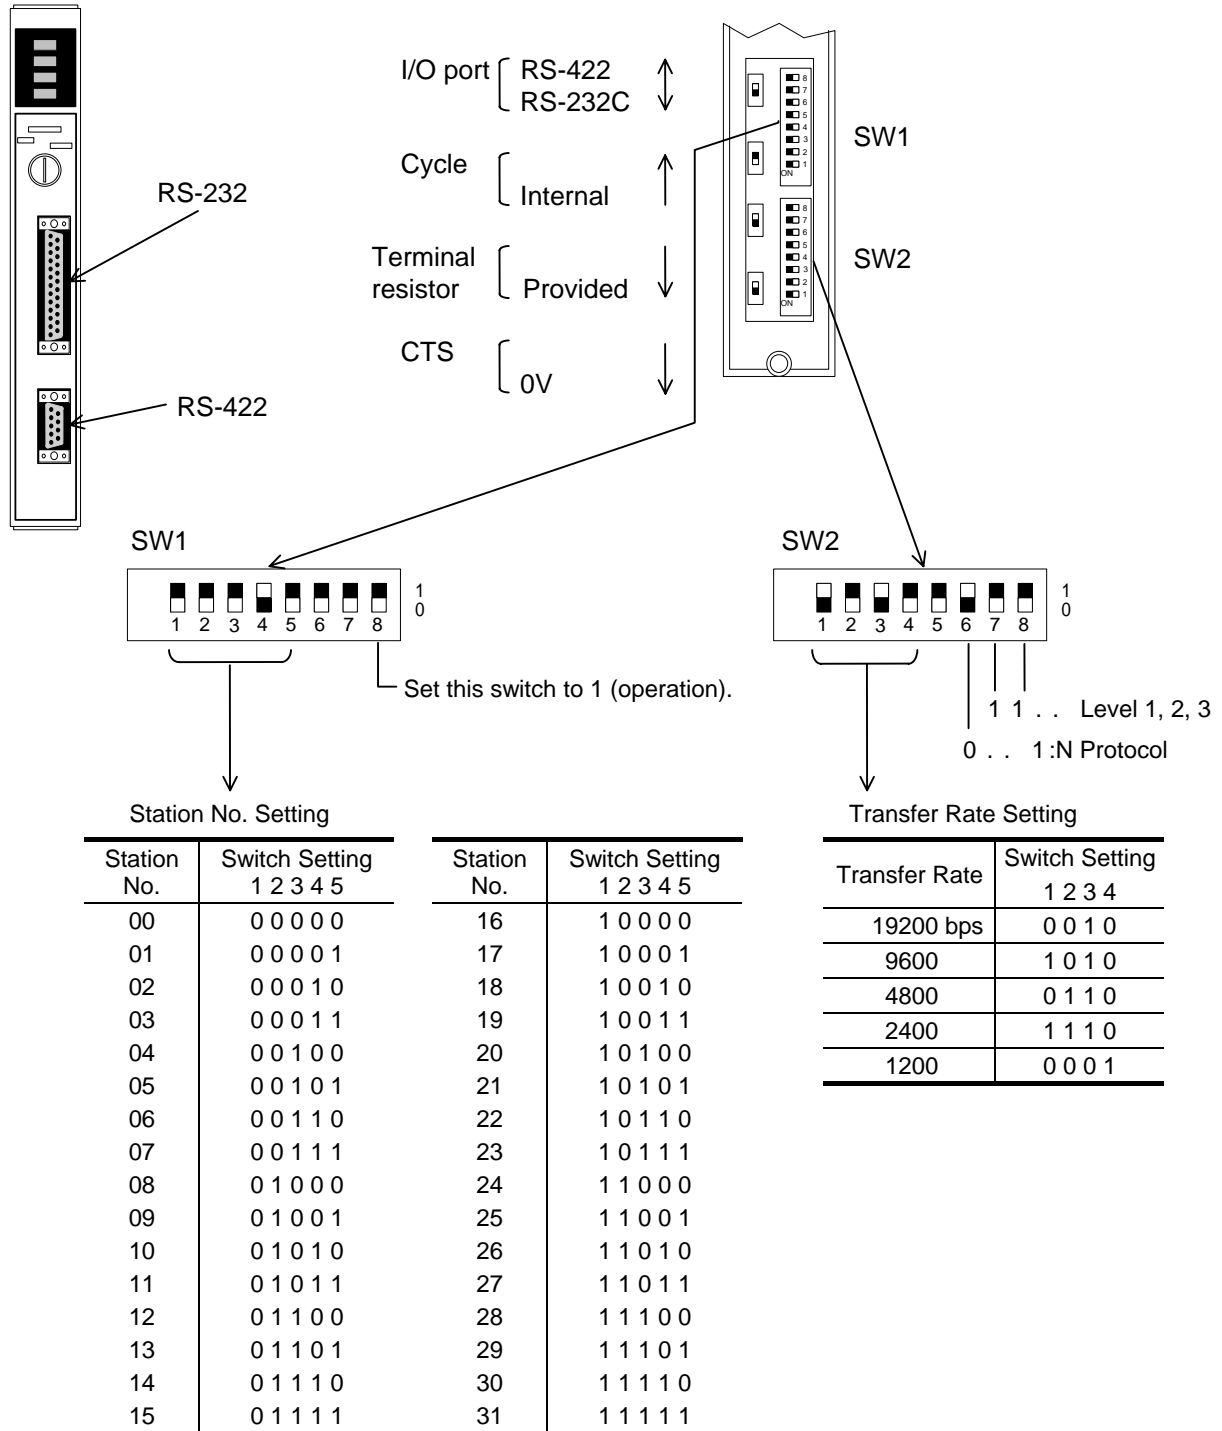 I/O port RS-422
RS-232C
Cycle
Internal
Terminal
resistor Provided
CTS
0V
RS-232
RS-422
8
7
6
5
4
3
2
1
ON
SW1
8
7
6
5
4
3
2
1
ON
SW2
SW1
1 2 3 4 5 6 7 8
1
0
Set this switch to 1 (operation).
SW2
1 2 3 4 5 6 7 8
1
0
1 1 . . Level 1, 2, 3
0 . . 1:N Protocol
Station No. Setting
Station No. Switch Setting
1 2 3 4 5
00 0 0 0 0 0
01 0 0 0 0 1
02 0 0 0 1 0
03 0 0 0 1 1
04 0 0 1 0 0
05 0 0 1 0 1
06 0 0 1 1 0
07 0 0 1 1 1
08 0 1 0 0 0
09 0 1 0 0 1
10 0 1 0 1 0
11 0 1 0 1 1
12 0 1 1 0 0
13 0 1 1 0 1
14 0 1 1 1 0
15 0 1 1 1 1
Station No. Switch Setting
1 2 3 4 5
16 1 0 0 0 0
17 1 0 0 0 1
18 1 0 0 1 0
19 1 0 0 1 1
20 1 0 1 0 0
21 1 0 1 0 1
22 1 0 1 1 0
23 1 0 1 1 1
24 1 1 0 0 0
25 1 1 0 0 1
26 1 1 0 1 0
27 1 1 0 1 1
28 1 1 1 0 0
29 1 1 1 0 1
30 1 1 1 1 0
31 1 1 1 1 1
Transfer Rate Setting
Transfer Rate Switch Setting
1 2 3 4
19200 bps 0 0 1 0
9600 1 0 1 0
4800 0 1 1 0
2400 1 1 1 0
1200 0 0 0 1